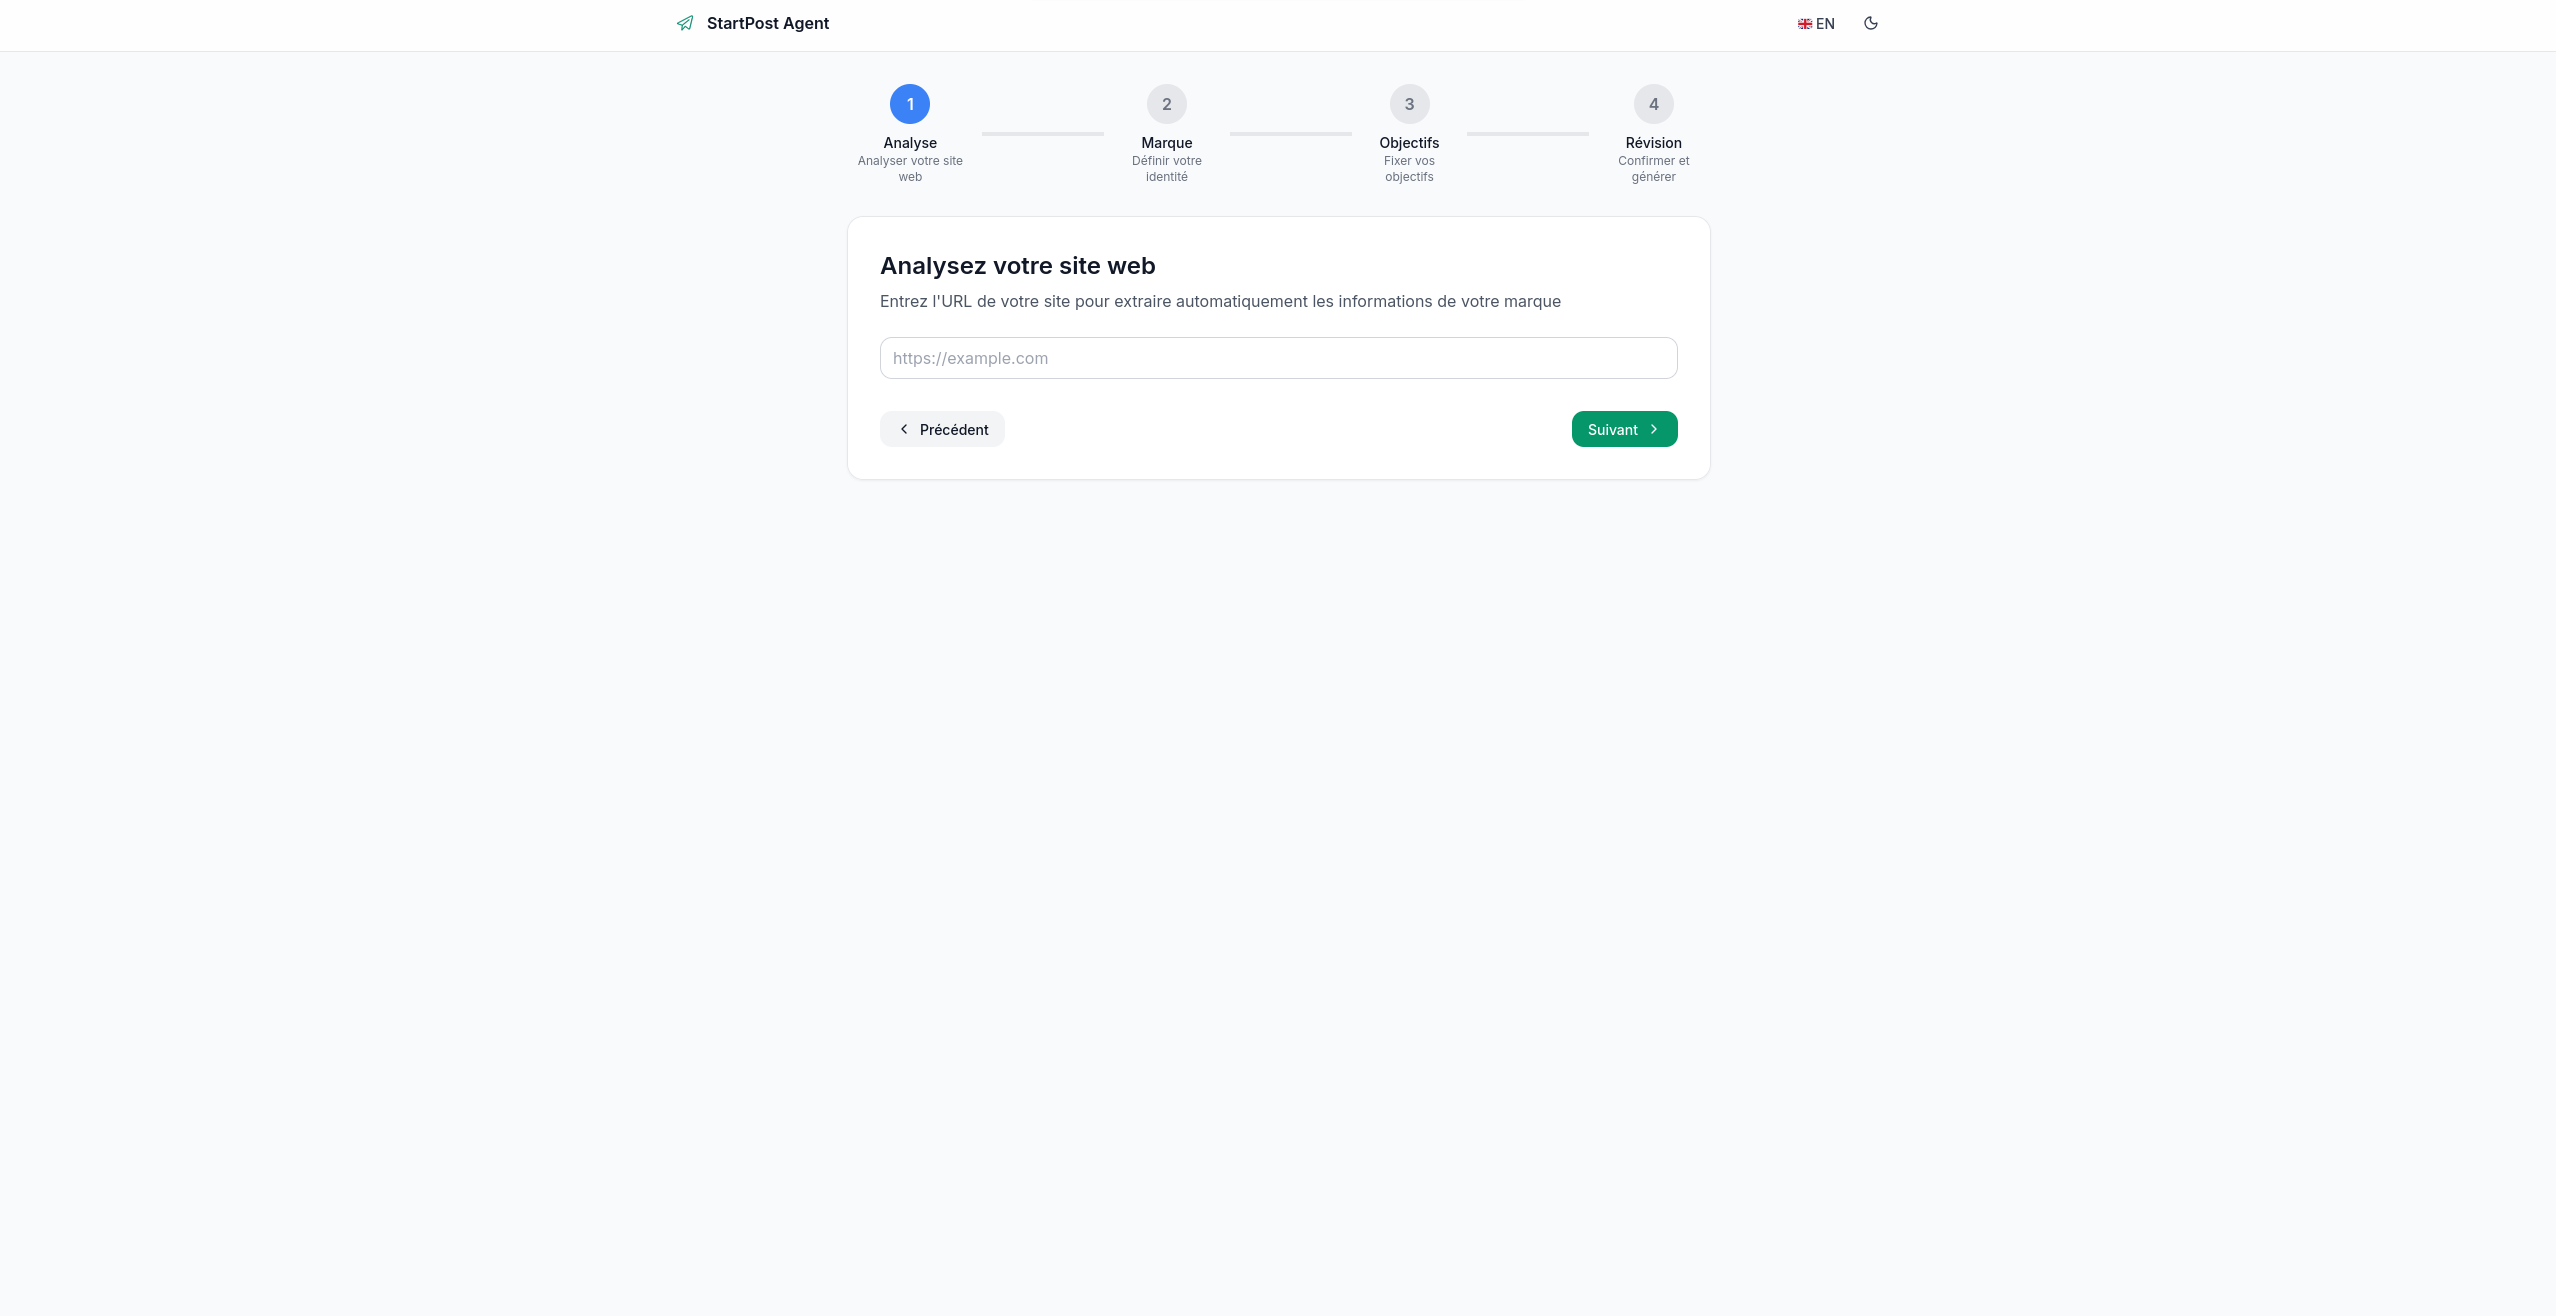 StartPost Agent
EN
1
Analyse
Analyser votre site
web
2
Marque
Définir votre
identité
3
Objectifs
Fixer vos
objectifs
4
Révision
Confirmer et
générer
Analysez votre site web
Entrez l'URL de votre site pour extraire automatiquement les informations de votre marque
https://example.com
Précédent
Suivant